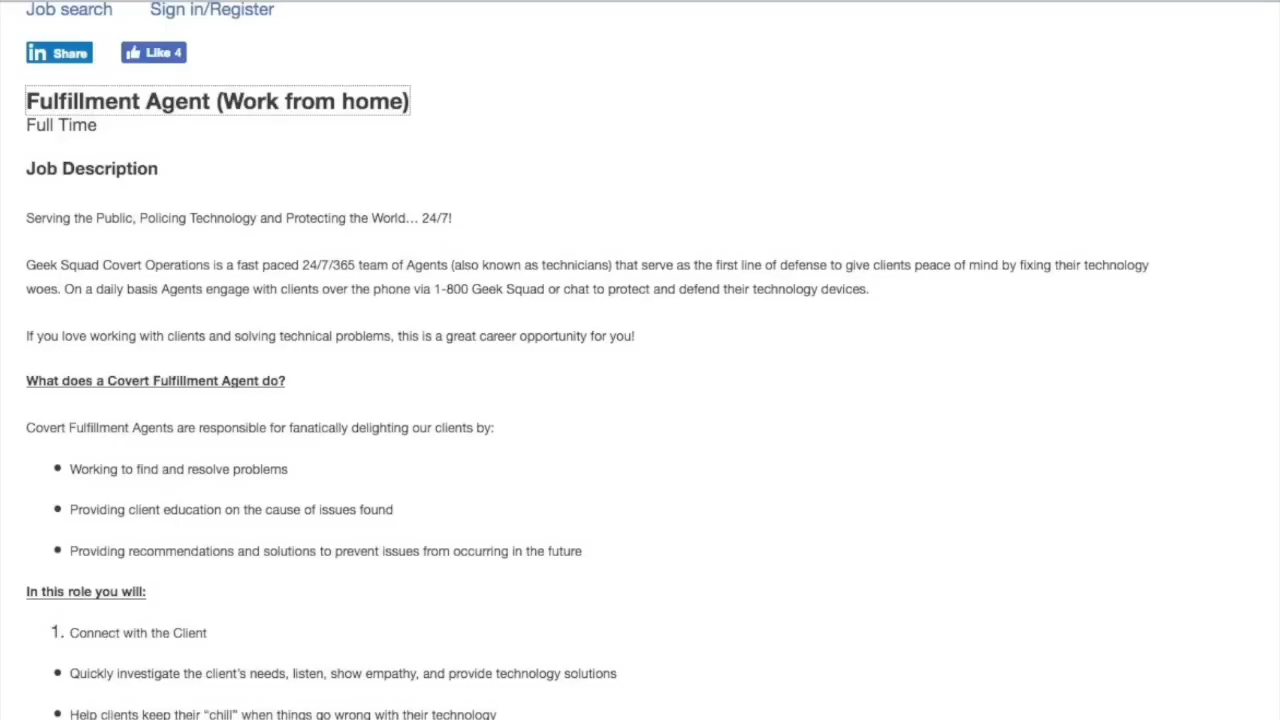 Job search Sign in/Register
in Share Like 4
Fulfillment Agent (Work from home)
Full Time
Job Description
Serving the Public, Policing Technology and Protecting the World... 24/7!
Geek Squad Covert Operations is a fast paced 24/7/365 team of Agents (also known as technicians) that serve as the first line of defense to give clients peace of mind by fixing their technology
woes. On a daily basis Agents engage with clients over the phone via 1-800 Geek Squad or chat to protect and defend their technology devices.
If you love working with clients and solving technical problems, this is a great career opportunity for you!
What does a Covert Fulfillment Agent do?
Covert Fulfillment Agents are responsible for fanatically delighting our clients by:
• Working to find and resolve problems
• Providing client education on the cause of issues found
• Providing recommendations and solutions to prevent issues from occurring in the future
In this role you will:
1. Connect with the Client
• Quickly investigate the client's needs, listen, show empathy, and provide technology solutions
• Help clients keep their “chill” when things go wrong with their technology